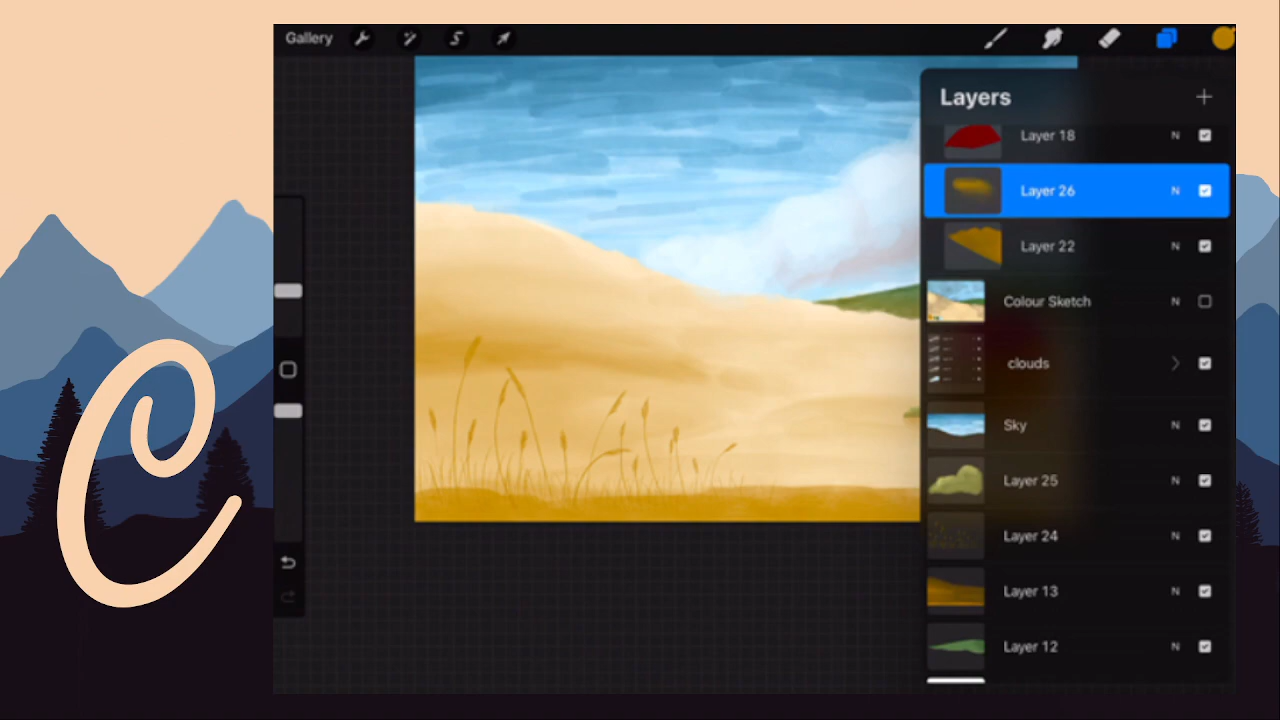 Gallery
Layers
Layer 18 N
Layer 26 N
Layer 22 N
Colour Sketch N
clouds
Sky N
Layer 25 N
Layer 24 N
Layer 13 N
Layer 12 N
C